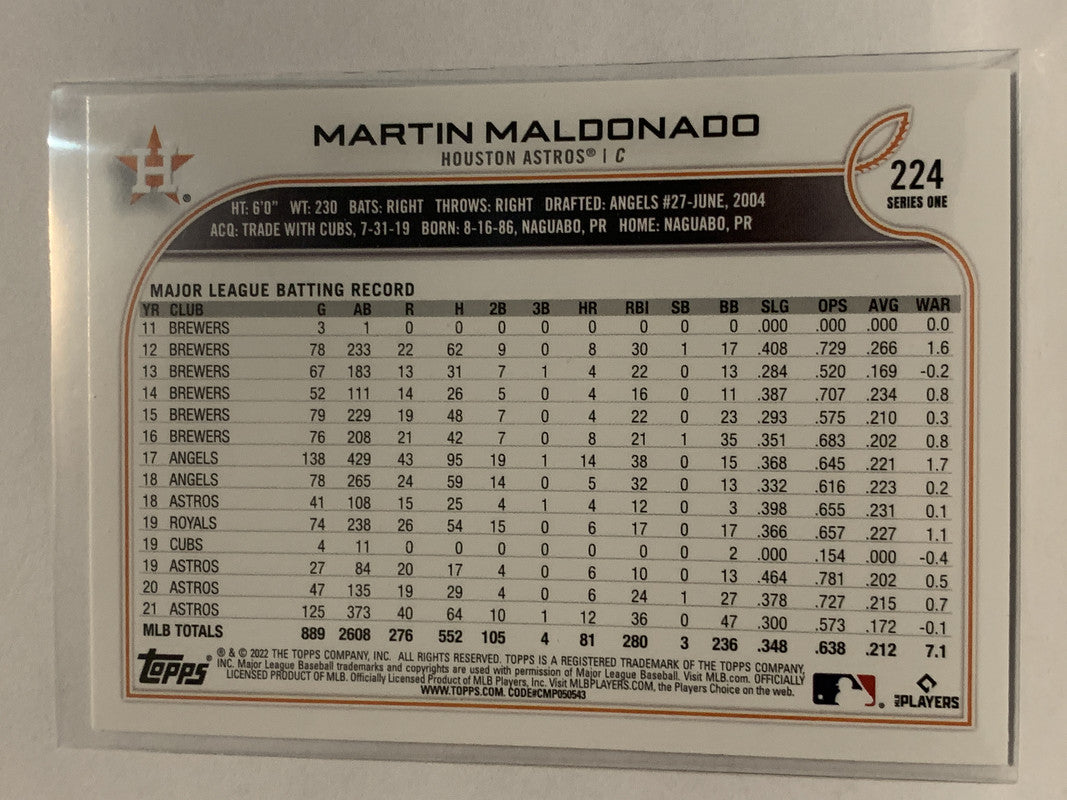 MARTIN MALDONADO
HOUSTON ASTROS® | C
H ®
224
SERIES ONE
HT: 6'0" WT: 230 BATS: RIGHT THROWS: RIGHT DRAFTED: ANGELS #27-JUNE, 2004
ACQ: TRADE WITH CUBS, 7-31-19 BORN: 8-16-86, NAGUABO, PR HOME: NAGUABO, PR
MAJOR LEAGUE BATTING RECORD
YR CLUB G AB R H 2B 3B HR RBI SB BB SLG OPS AVG WAR
11 BREWERS 3 1 0 0 0 0 0 0 0 0 .000 .000 .000 0.0
12 BREWERS 78 233 22 62 9 0 8 30 1 17 .408 .729 .266 1.6
13 BREWERS 67 183 13 31 7 1 4 22 0 13 .284 .520 .169 -0.2
14 BREWERS 52 111 14 26 5 0 4 16 0 11 .387 .707 .234 0.8
15 BREWERS 79 229 19 48 7 0 4 22 0 23 .293 .575 .210 0.3
16 BREWERS 76 208 21 42 7 0 8 21 1 35 .351 .683 .202 0.8
17 ANGELS 138 429 43 95 19 1 14 38 0 15 .368 .645 .221 1.7
18 ANGELS 78 265 24 59 14 0 5 32 0 13 .332 .616 .223 0.2
18 ASTROS 41 108 15 25 4 1 4 12 0 3 .398 .655 .231 0.1
19 ROYALS 74 238 26 54 15 0 6 17 0 17 .366 .657 .227 1.1
19 CUBS 4 11 0 0 0 0 0 0 0 2 .000 .154 .000 -0.4
19 ASTROS 27 84 20 17 4 0 6 10 0 13 .464 .781 .202 0.5
20 ASTROS 47 135 19 29 4 0 6 24 1 27 .378 .727 .215 0.7
21 ASTROS 125 373 40 64 10 1 12 36 0 47 .300 .573 .172 -0.1
MLB TOTALS 889 2608 276 552 105 4 81 280 3 236 .348 .638 .212 7.1
Topps ® ® & © 2022 THE TOPPS COMPANY, INC. ALL RIGHTS RESERVED. TOPPS IS A REGISTERED TRADEMARK OF THE TOPPS COMPANY,
INC. Major League Baseball trademarks and copyrights are used with permission of Major League Baseball. Visit MLB.com. OFFICIALLY
LICENSED PRODUCT OF MLB. Officially Licensed Product of MLB Players, Inc. Visit MLBPLAYERS.COM, the Players Choice on the web.
WWW.TOPPS.COM. CODE#CMP050543
MLB PLAYERS